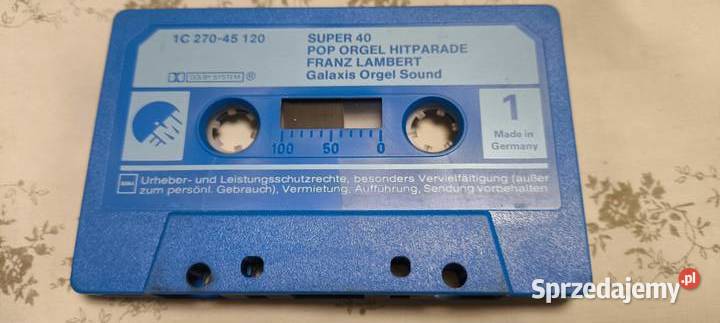 1C 270-45 120
SUPER 40
POP ORGEL HITPARADE
FRANZ LAMBERT
Galaxis Orgel Sound
DOLBY SYSTEM ®
EMI
1
Made in
Germany
100 50 0
Urheber- und Leistungsschutzrechte, besonders Vervielfältigung (außer
zum persönl. Gebrauch), Vermietung, Aufführung, Sendung vorbehalten
Sprzedajemy.pl